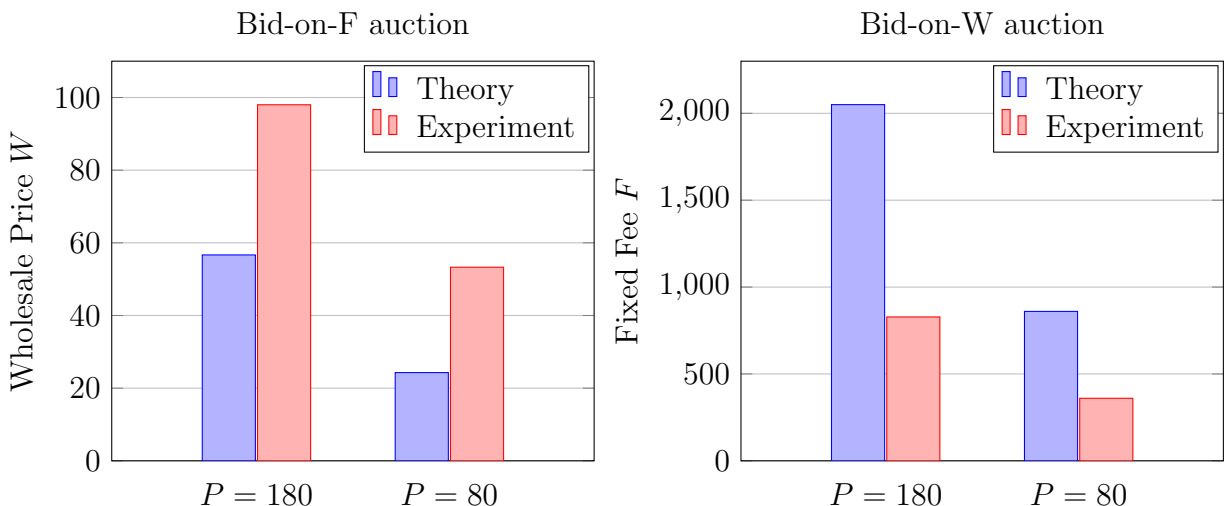 Bid-on-F auction
Wholesale Price W
100
80
60
40
20
0
Theory
Experiment
P = 180
P = 80
Bid-on-W auction
Fixed Fee F
2,000
1,500
1,000
500
0
Theory
Experiment
P = 180
P = 80